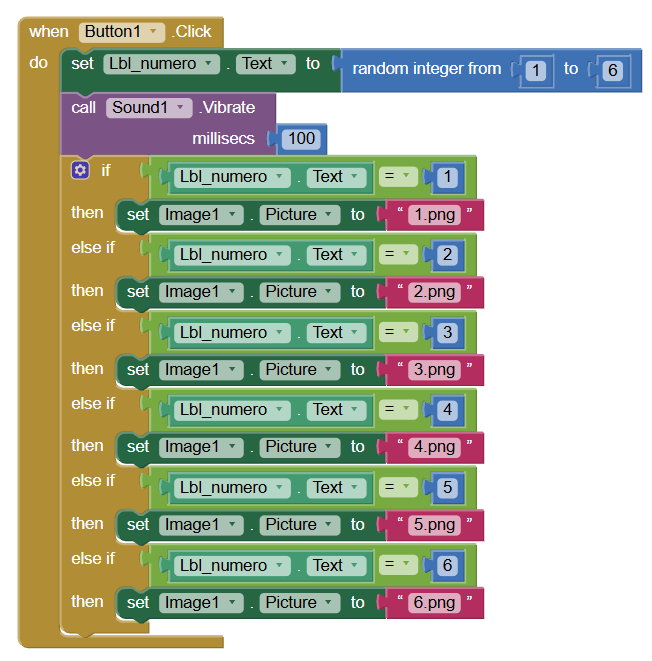 when Button1 .Click
do set Lbl_numero . Text to random integer from 1 to 6
call Sound1 .Vibrate
millisecs 100
if Lbl_numero . Text = 1
then set Image1 . Picture to “ 1.png ”
else if Lbl_numero . Text = 2
then set Image1 . Picture to “ 2.png ”
else if Lbl_numero . Text = 3
then set Image1 . Picture to “ 3.png ”
else if Lbl_numero . Text = 4
then set Image1 . Picture to “ 4.png ”
else if Lbl_numero . Text = 5
then set Image1 . Picture to “ 5.png ”
else if Lbl_numero . Text = 6
then set Image1 . Picture to “ 6.png ”